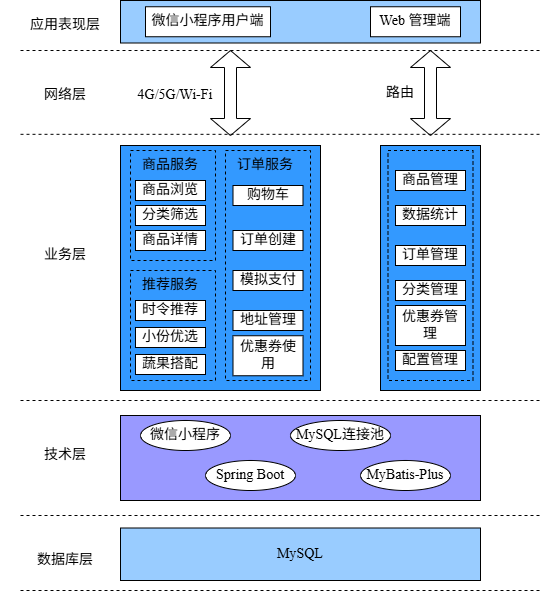 应用表现层
微信小程序用户端
Web 管理端
网络层
4G/5G/Wi-Fi
路由
业务层
商品服务
商品浏览
分类筛选
商品详情
推荐服务
时令推荐
小份优选
蔬果搭配
订单服务
购物车
订单创建
模拟支付
地址管理
优惠券使
用
商品管理
数据统计
订单管理
分类管理
优惠券管
理
配置管理
技术层
微信小程序
MySQL连接池
Spring Boot
MyBatis-Plus
数据库层
MySQL